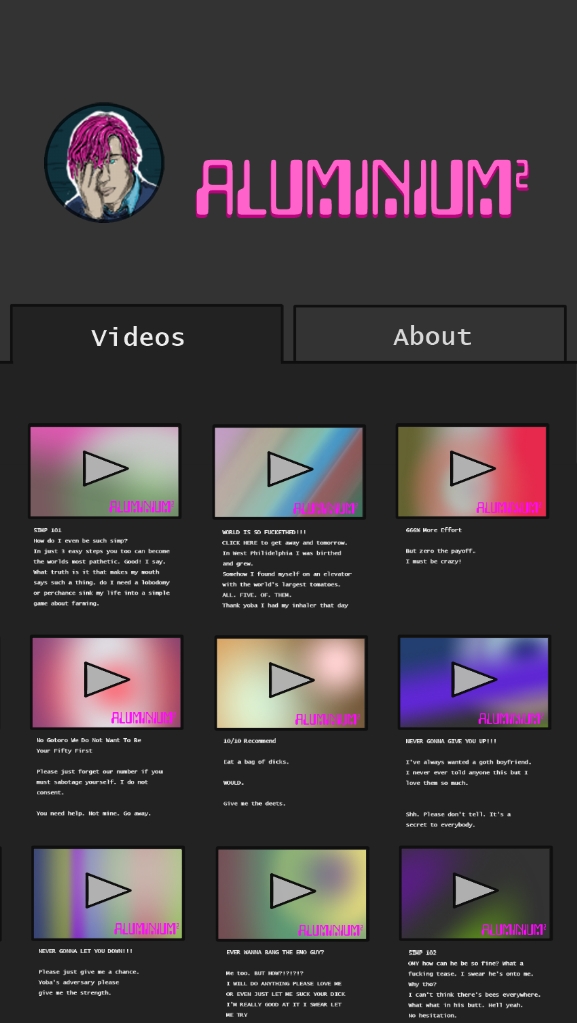 ALUMINIUM²
Videos
About
ALUMINIUM²
ALUMINIUM²
ALUMINIUM²
SIMP 101
How do I even be such simp?
In just 3 easy steps you too can become
the worlds most pathetic. Good! I say.
What truth is it that makes my mouth
says such a thing. do I need a lobodomy
or perchance sink my life into a simple
game about farming.
WORLD IS SO FUCKETHED!!!
CLICK HERE to get away and tomorrow.
In West Philidelphia I was birthed
and grew.
Somehow I found myself on an elevator
with the world's largest tomatoes.
ALL. FIVE. OF. THEM.
Thank yoba I had my inhaler that day
666% More Effort
But zero the payoff.
I must be crazy!
ALUMINIUM²
ALUMINIUM²
ALUMINIUM²
No Gotoro We Do Not Want To Be
Your Fifty First
Please just forget our number if you
must sabotage yourself. I do not
consent.
You need help. Not mine. Go away.
10/10 Recommend
Eat a bag of dicks.
WOULD.
Give me the deets.
NEVER GONNA GIVE YOU UP!!!
I've always wanted a goth boyfriend.
I never ever told anyone this but I
love them so much.
Shh. Please don't tell. It's a
secret to everybody.
ALUMINIUM²
ALUMINIUM²
ALUMINIUM²
NEVER GONNA LET YOU DOWN!!!
Please just give me a chance.
Yoba's adversary please
give me the strength.
EVER WANNA BANG THE EMO GUY?
Me too. BUT HOW?!?!?!?
I WILL DO ANYTHING PLEASE LOVE ME
OR EVEN JUST LET ME SUCK YOUR DICK
I'M REALLY GOOD AT IT I SWEAR LET
ME TRY
SIMP 102
OMY how can he be so fine? What a
fucking tease. I swear he's onto me.
Why tho?
I can't think there's bees everywhere.
What what in his butt. Hell yeah.
No hesitation.